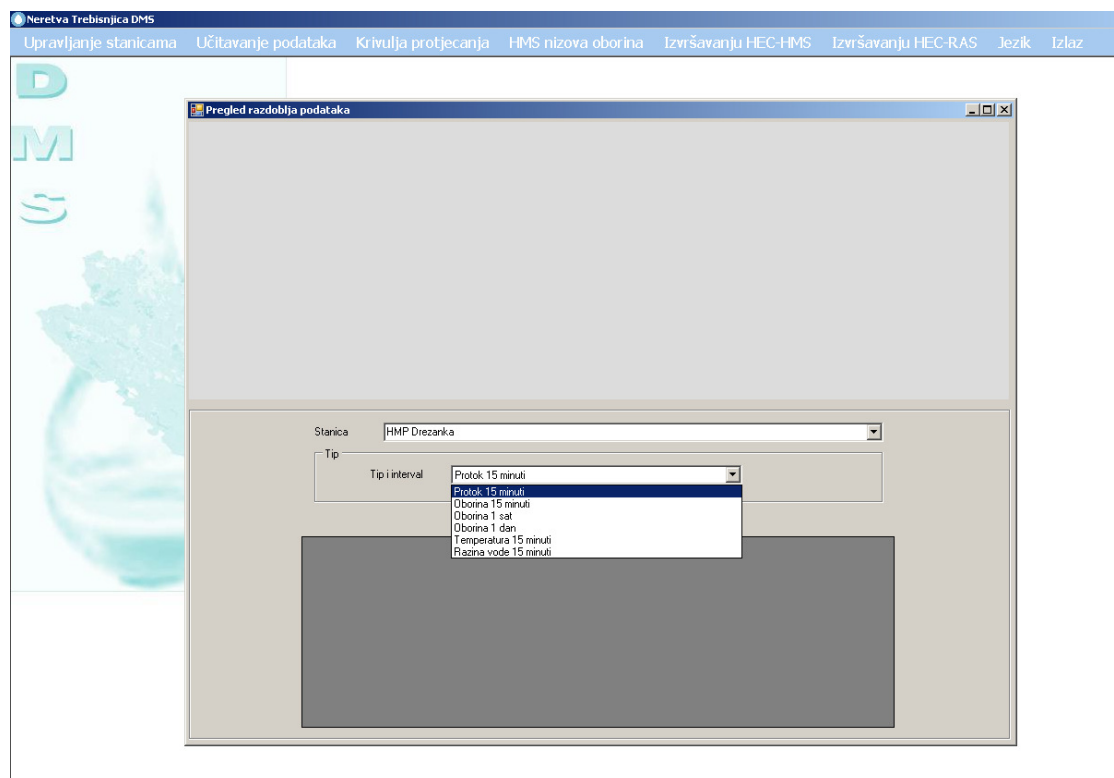 Neretva Trebisnjica DMS
Upravljanje stanicama Učitavanje podataka Krivulja protjecanja HMS nizova oborina Izvršavanju HEC-HMS Izvršavanju HEC-RAS Jezik Izlaz
D
M
S
Pregled razdoblja podataka
Stanica HMP Drezanka
Tip
Tip i interval Protok 15 minuti
Protok 15 minuti
Oborina 15 minuti
Oborina 1 sat
Oborina 1 dan
Temperatura 15 minuti
Razina vode 15 minuti